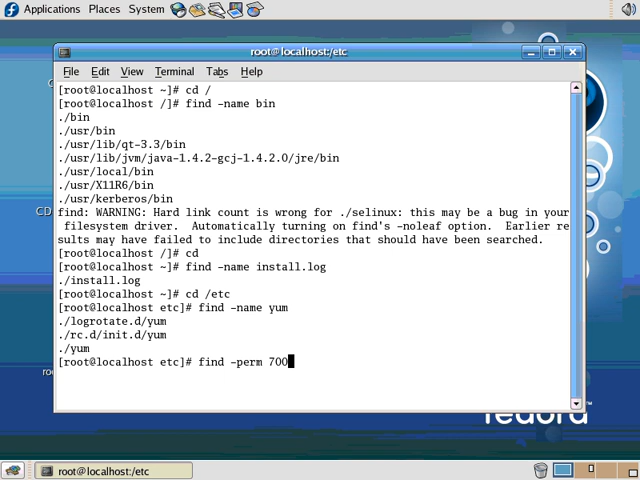 Applications Places System
root@localhost:/etc
File Edit View Terminal Tabs Help
[root@localhost ~]# cd /
[root@localhost /]# find -name bin
./bin
./usr/bin
./usr/lib/qt-3.3/bin
./usr/lib/jvm/java-1.4.2-gcj-1.4.2.0/jre/bin
./usr/local/bin
./usr/X11R6/bin
./usr/kerberos/bin
find: WARNING: Hard link count is wrong for ./selinux: this may be a bug in your
 filesystem driver.  Automatically turning on find's -noleaf option.  Earlier re
sults may have failed to include directories that should have been searched.
[root@localhost /]# cd
[root@localhost ~]# find -name install.log
./install.log
[root@localhost ~]# cd /etc
[root@localhost etc]# find -name yum
./logrotate.d/yum
./rc.d/init.d/yum
./yum
[root@localhost etc]# find -perm 700
fedora™
root@localhost:/etc